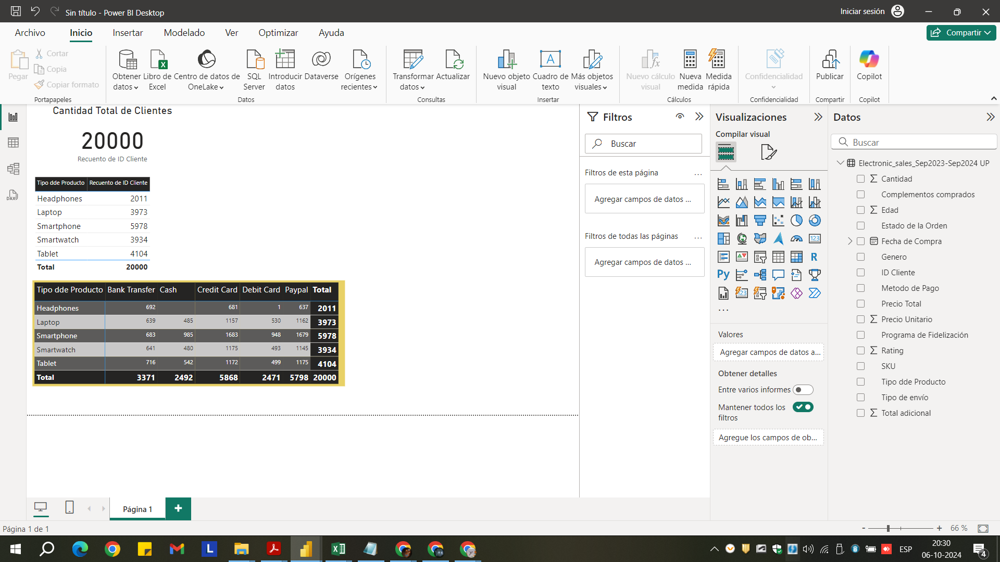 Sin título - Power BI Desktop
Iniciar sesión
Archivo Inicio Insertar Modelado Ver Optimizar Ayuda
Compartir
Pegar
Cortar
Copia
Copiar formato
Portapapeles
Obtener datos
Libro de Excel
Centro de datos de OneLake
SQL Server
Introducir datos
Dataverse
Orígenes recientes
Datos
Transformar datos
Actualizar
Consultas
Nuevo objeto visual
Cuadro de texto
Más objetos visuales
Insertar
Nuevo cálculo visual
Nueva medida
Medida rápida
Cálculos
Confidencialidad
Confidencialidad
Publicar
Compartir
Copilot
Copilot
Cantidad Total de Clientes
20000
Recuento de ID Cliente
Tipo dde Producto Recuento de ID Cliente
Headphones 2011
Laptop 3973
Smartphone 5978
Smartwatch 3934
Tablet 4104
Total 20000
Tipo dde Producto Bank Transfer Cash Credit Card Debit Card Paypal Total
Headphones 692 681 1 637 2011
Laptop 639 485 1157 530 1162 3973
Smartphone 683 985 1683 948 1679 5978
Smartwatch 641 480 1175 493 1145 3934
Tablet 716 542 1172 499 1175 4104
Total 3371 2492 5868 2471 5798 20000
Filtros
Buscar
Filtros de esta página ...
Agregar campos de datos ...
Filtros de todas las páginas ...
Agregar campos de datos ...
Visualizaciones
Compilar visual
123
R
Py
123
...
Valores
Agregar campos de datos a...
Obtener detalles
Entre varios informes
Mantener todos los filtros
Agregue los campos de ob...
Datos
Buscar
Electronic_sales_Sep2023-Sep2024 UP
Σ Cantidad
Complementos comprados
Σ Edad
Estado de la Orden
Fecha de Compra
Genero
ID Cliente
Metodo de Pago
Precio Total
Σ Precio Unitario
Programa de Fidelización
Σ Rating
SKU
Tipo dde Producto
Tipo de envío
Σ Total adicional
Página 1
+
Página 1 de 1
- + 66 %
L
ESP
20:30
06-10-2024
4